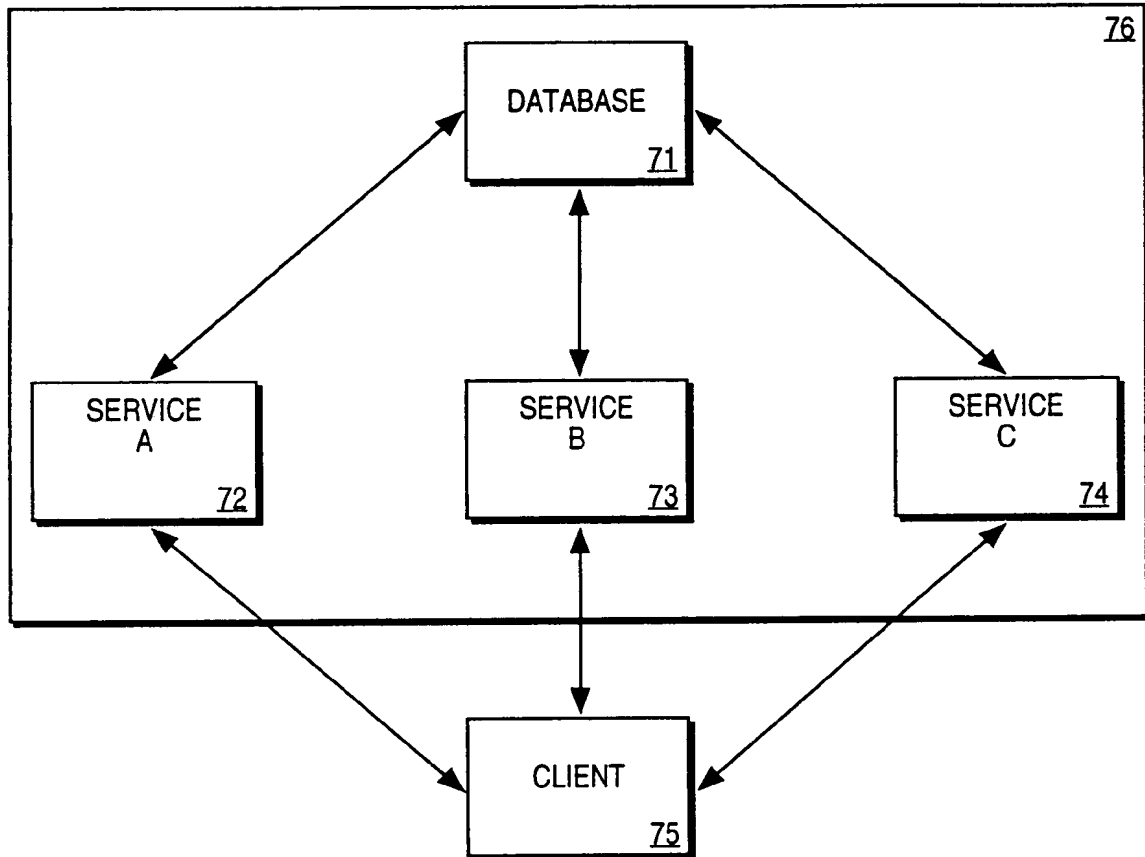 76
DATABASE
71
SERVICE
A
72
SERVICE
B
73
SERVICE
C
74
CLIENT
75